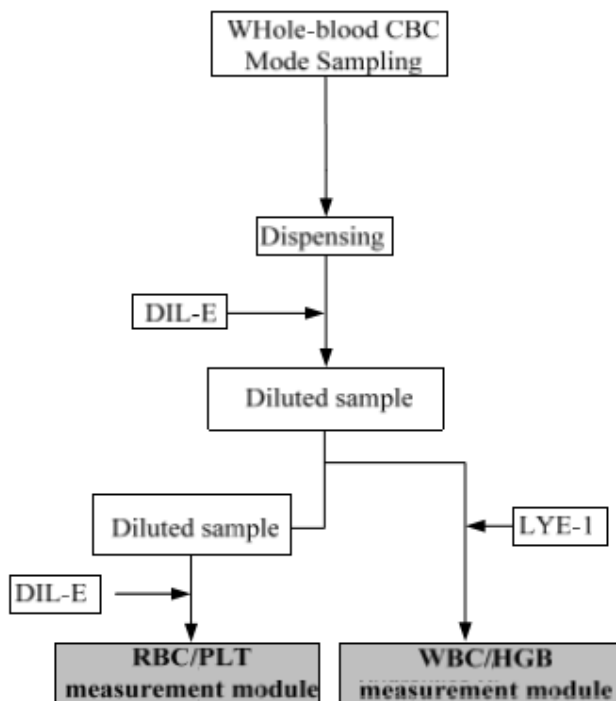 WHole-blood CBC
Mode Sampling
Dispensing
DIL-E
Diluted sample
Diluted sample
LYE-1
DIL-E
RBC/PLT
measurement module
WBC/HGB
measurement module